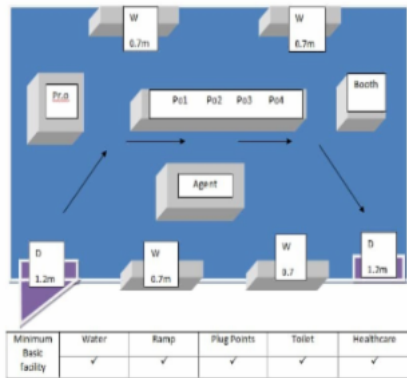 W
0.7m
W
0.7m
Pr.o
Po1 Po2 Po3 Po4
Booth
Agent
D
1.2m
W
0.7m
W
0.7
D
1.2m
Minimum Basic facility
Water Ramp Plug Points Toilet Healthcare
✓ ✓ ✓ ✓ ✓